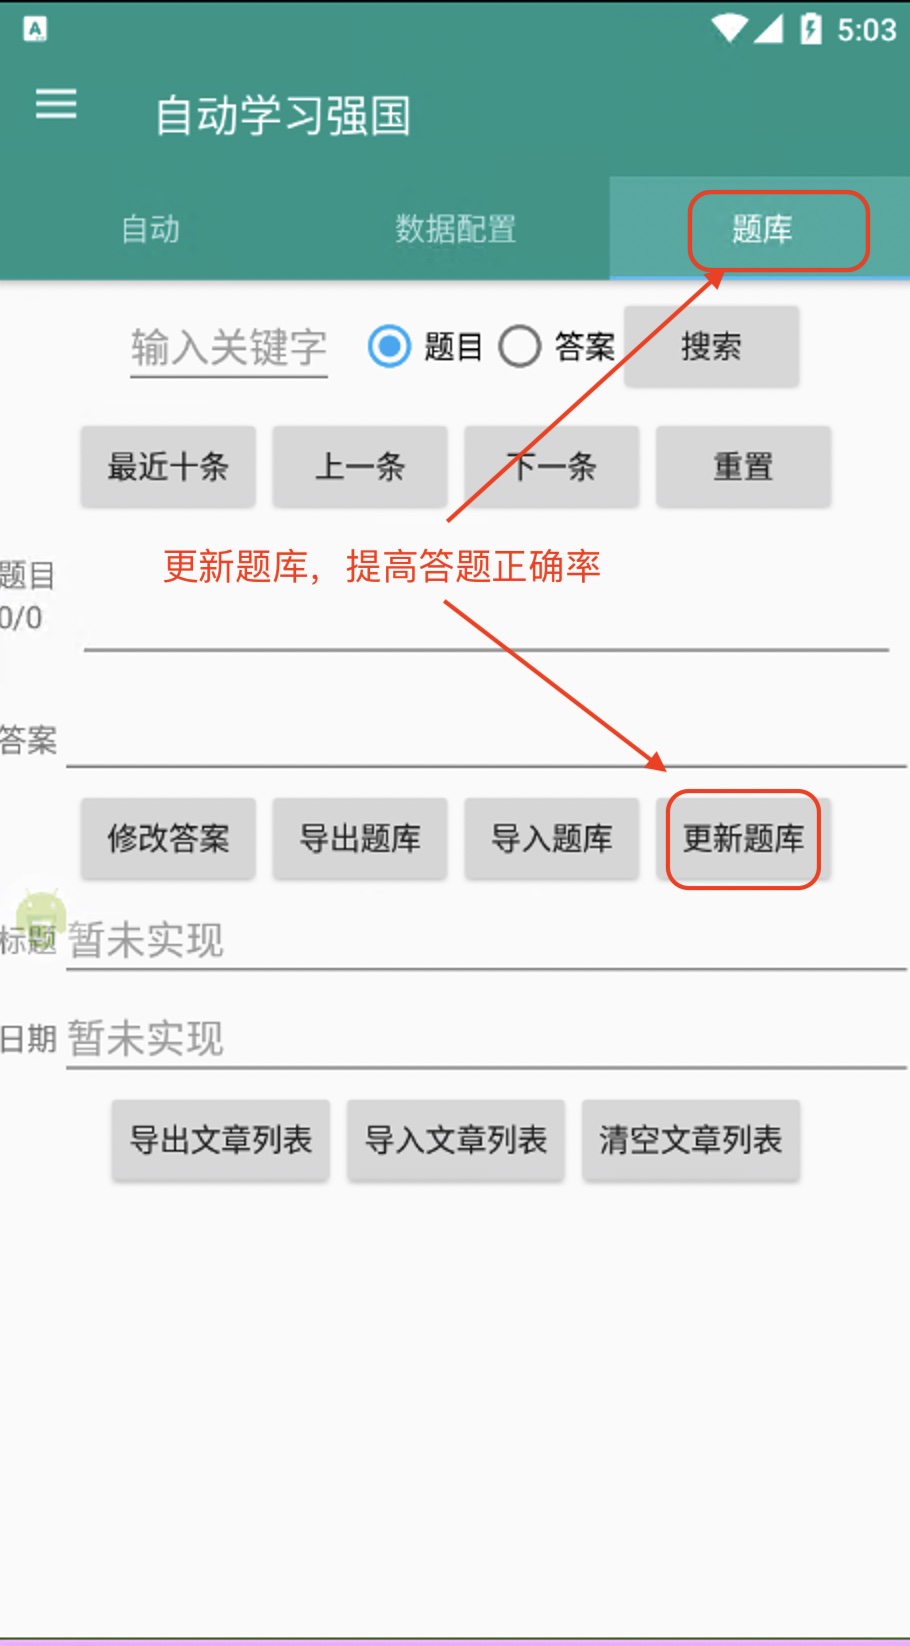 5:03
自动学习强国
自动 数据配置 题库
输入关键字 题目 答案 搜索
最近十条 上一条 下一条 重置
更新题库，提高答题正确率
题目
0/0
答案
修改答案 导出题库 导入题库 更新题库
标题 暂未实现
日期 暂未实现
导出文章列表 导入文章列表 清空文章列表